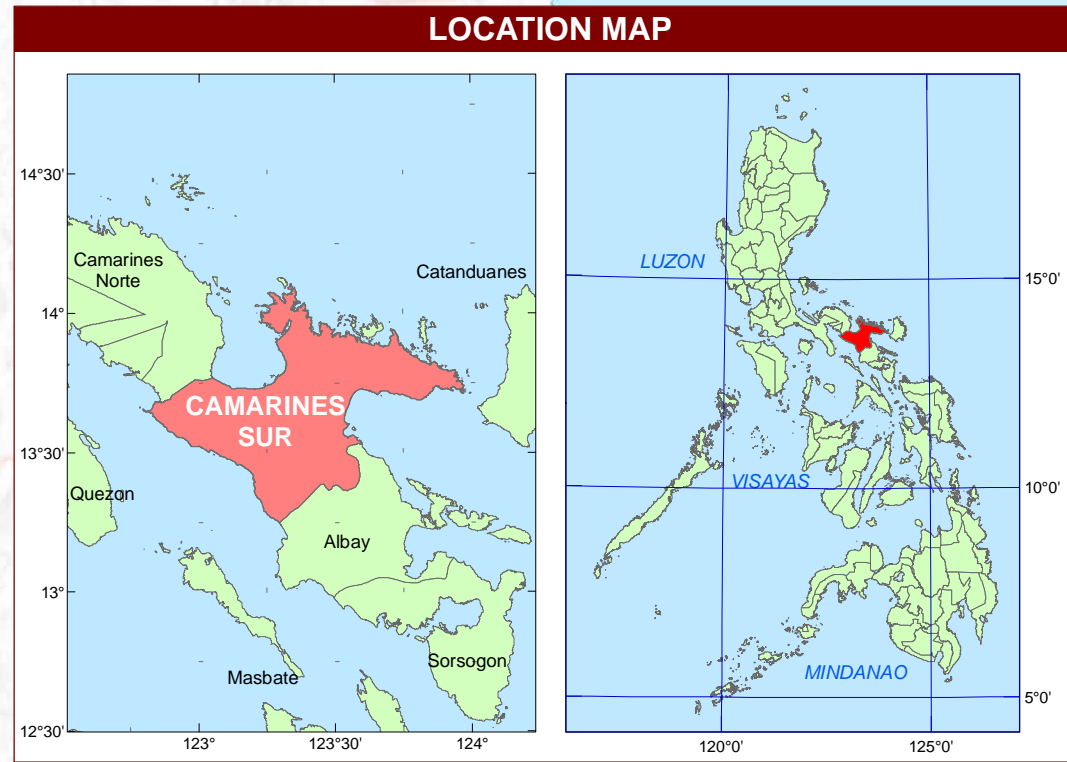 LOCATION MAP
14°30'
14°
13°30'
13°
12°30'
123°
123°30'
124°
Camarines
Norte
Catanduanes
CAMARINES
SUR
Quezon
Albay
Masbate
Sorsogon
LUZON
VISAYAS
MINDANAO
15°0'
10°0'
5°0'
120°0'
125°0'